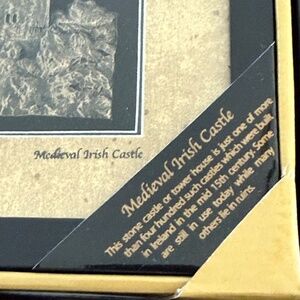 Medieval Irish Castle
Medieval Irish Castle
This stone castle or tower house is just one of more
than four hundred such castles which were built
in Ireland in the mid 15th century. Some
are still in use today while many
others lie in ruins.